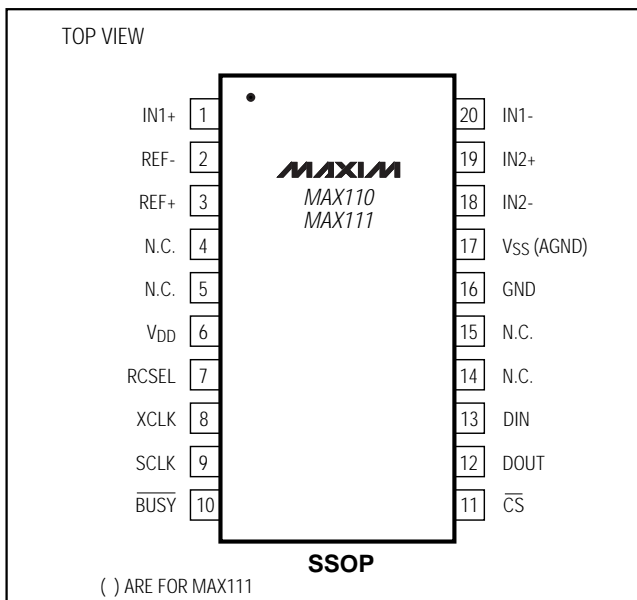 TOP VIEW
IN1+ 1
REF- 2
REF+ 3
N.C. 4
N.C. 5
VDD 6
RCSEL 7
XCLK 8
SCLK 9
B̅U̅S̅Y̅ 10
MAXIM
MAX110
MAX111
20 IN1-
19 IN2+
18 IN2-
17 VSS (AGND)
16 GND
15 N.C.
14 N.C.
13 DIN
12 DOUT
11 C̅S̅
SSOP
( ) ARE FOR MAX111